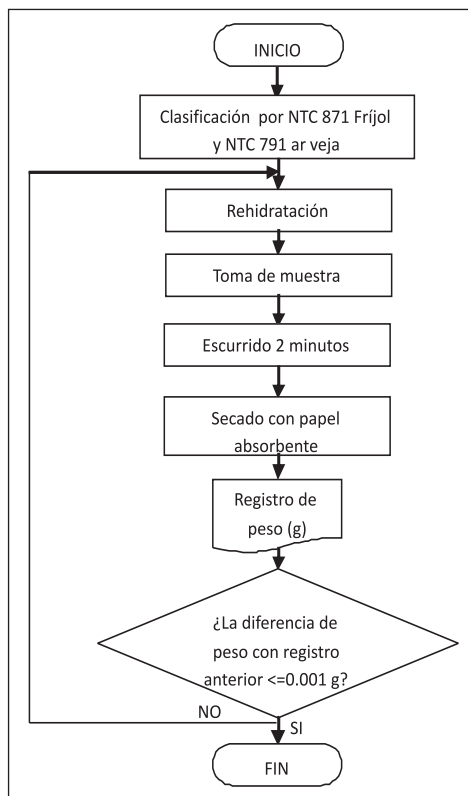 INICIO
Clasificación por NTC 871 Fríjol
y NTC 791 ar veja
Rehidratación
Toma de muestra
Escurrido 2 minutos
Secado con papel
absorbente
Registro de
peso (g)
¿La diferencia de
peso con registro
anterior <=0.001 g?
NO
SI
FIN